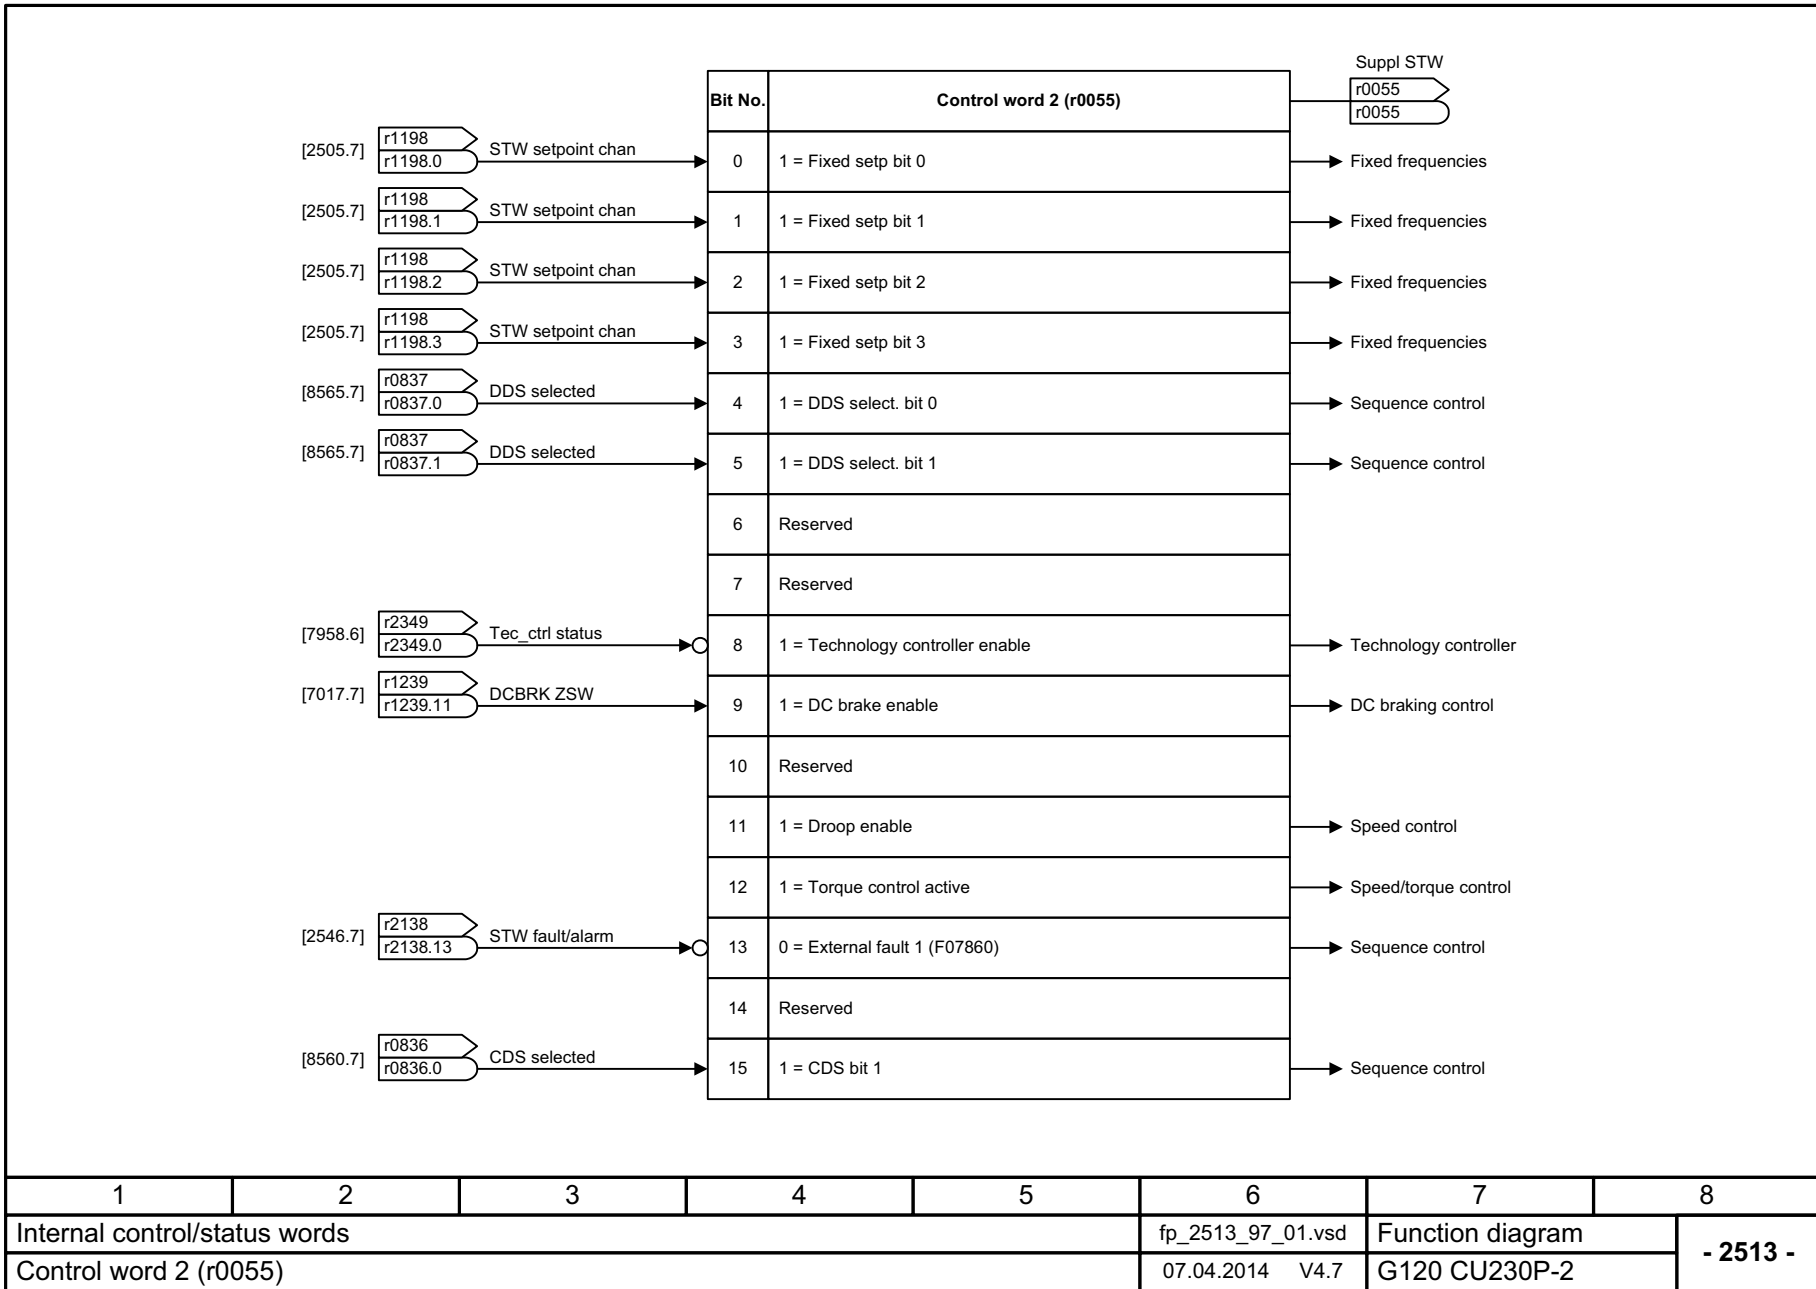 Suppl STW
r0055
r0055
Bit No. Control word 2 (r0055)
[2505.7] r1198 r1198.0 STW setpoint chan 0 1 = Fixed setp bit 0 Fixed frequencies
[2505.7] r1198 r1198.1 STW setpoint chan 1 1 = Fixed setp bit 1 Fixed frequencies
[2505.7] r1198 r1198.2 STW setpoint chan 2 1 = Fixed setp bit 2 Fixed frequencies
[2505.7] r1198 r1198.3 STW setpoint chan 3 1 = Fixed setp bit 3 Fixed frequencies
[8565.7] r0837 r0837.0 DDS selected 4 1 = DDS select. bit 0 Sequence control
[8565.7] r0837 r0837.1 DDS selected 5 1 = DDS select. bit 1 Sequence control
6 Reserved
7 Reserved
[7958.6] r2349 r2349.0 Tec_ctrl status 8 1 = Technology controller enable Technology controller
[7017.7] r1239 r1239.11 DCBRK ZSW 9 1 = DC brake enable DC braking control
10 Reserved
11 1 = Droop enable Speed control
12 1 = Torque control active Speed/torque control
[2546.7] r2138 r2138.13 STW fault/alarm 13 0 = External fault 1 (F07860) Sequence control
14 Reserved
[8560.7] r0836 r0836.0 CDS selected 15 1 = CDS bit 1 Sequence control
1 2 3 4 5 6 7 8
Internal control/status words fp_2513_97_01.vsd Function diagram - 2513 -
Control word 2 (r0055) 07.04.2014 V4.7 G120 CU230P-2